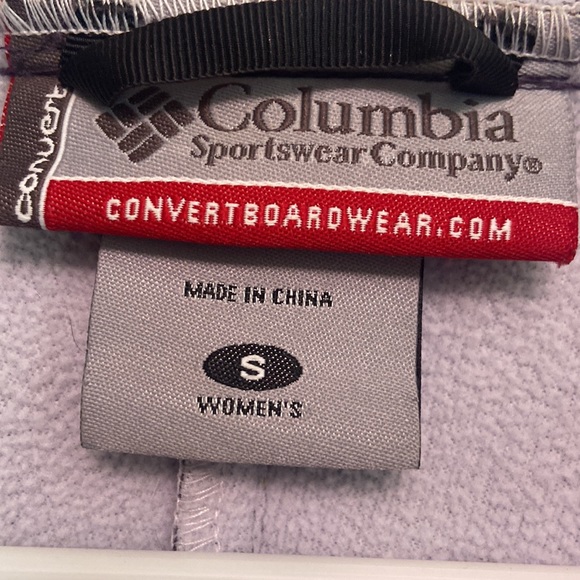 Convert
Columbia
Sportswear Company®
CONVERTBOARDWEAR.COM
MADE IN CHINA
S
WOMEN'S